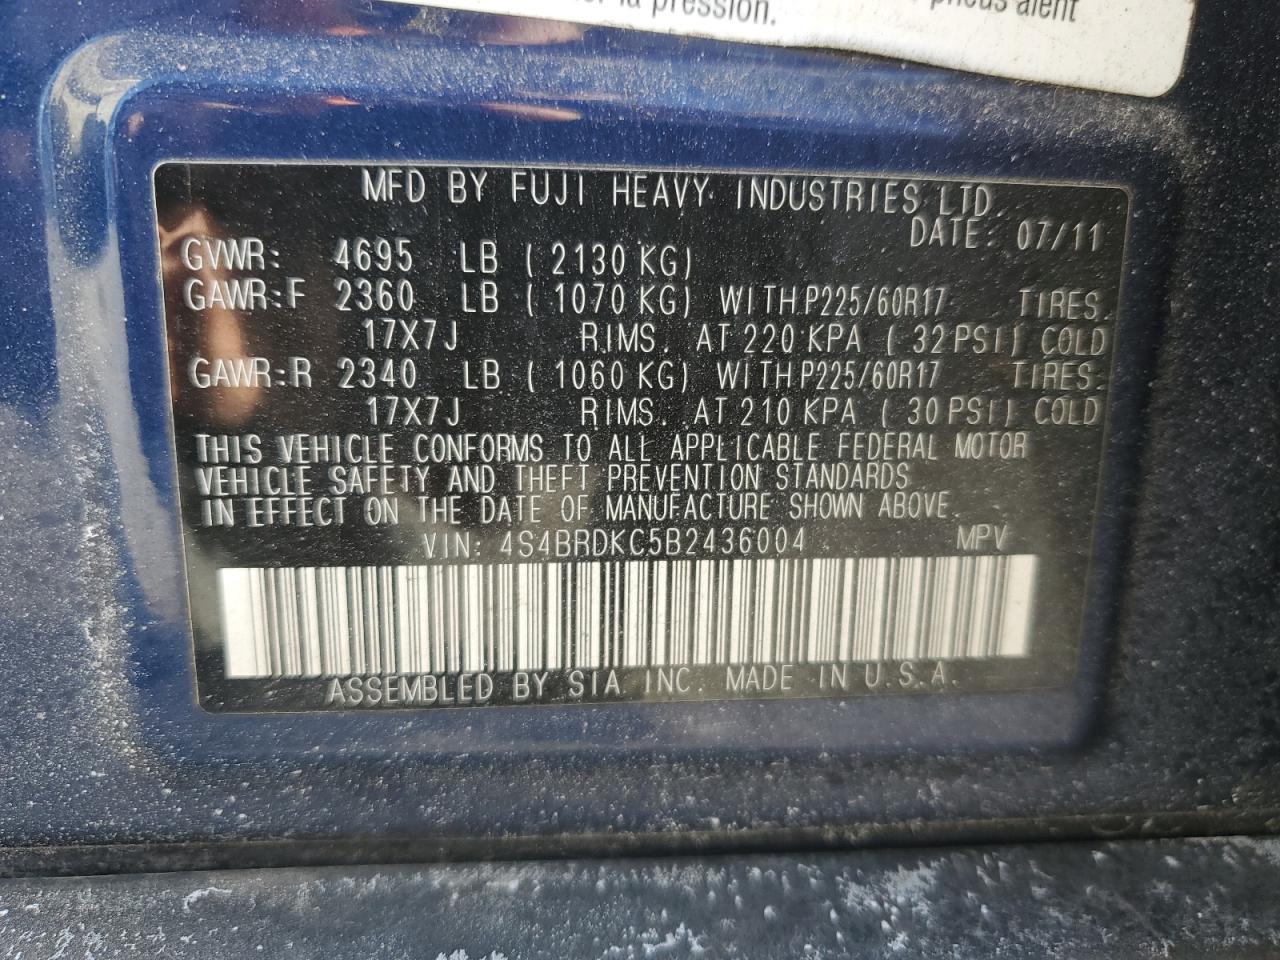 la pression.
pneus aient
MFD BY FUJI HEAVY INDUSTRIES LTD.
DATE: 07/11
GVWR: 4695 LB ( 2130 KG)
GAWR:F 2360 LB ( 1070 KG) WITH P225/60R17 TIRES,
17X7J RIMS, AT 220 KPA ( 32 PSI) COLD
GAWR:R 2340 LB ( 1060 KG) WITH P225/60R17 TIRES,
17X7J RIMS, AT 210 KPA ( 30 PSI) COLD
THIS VEHICLE CONFORMS TO ALL APPLICABLE FEDERAL MOTOR
VEHICLE SAFETY AND THEFT PREVENTION STANDARDS
IN EFFECT ON THE DATE OF MANUFACTURE SHOWN ABOVE.
VIN: 4S4BRDKC5B2436004 MPV
ASSEMBLED BY SIA INC. MADE IN U.S.A.